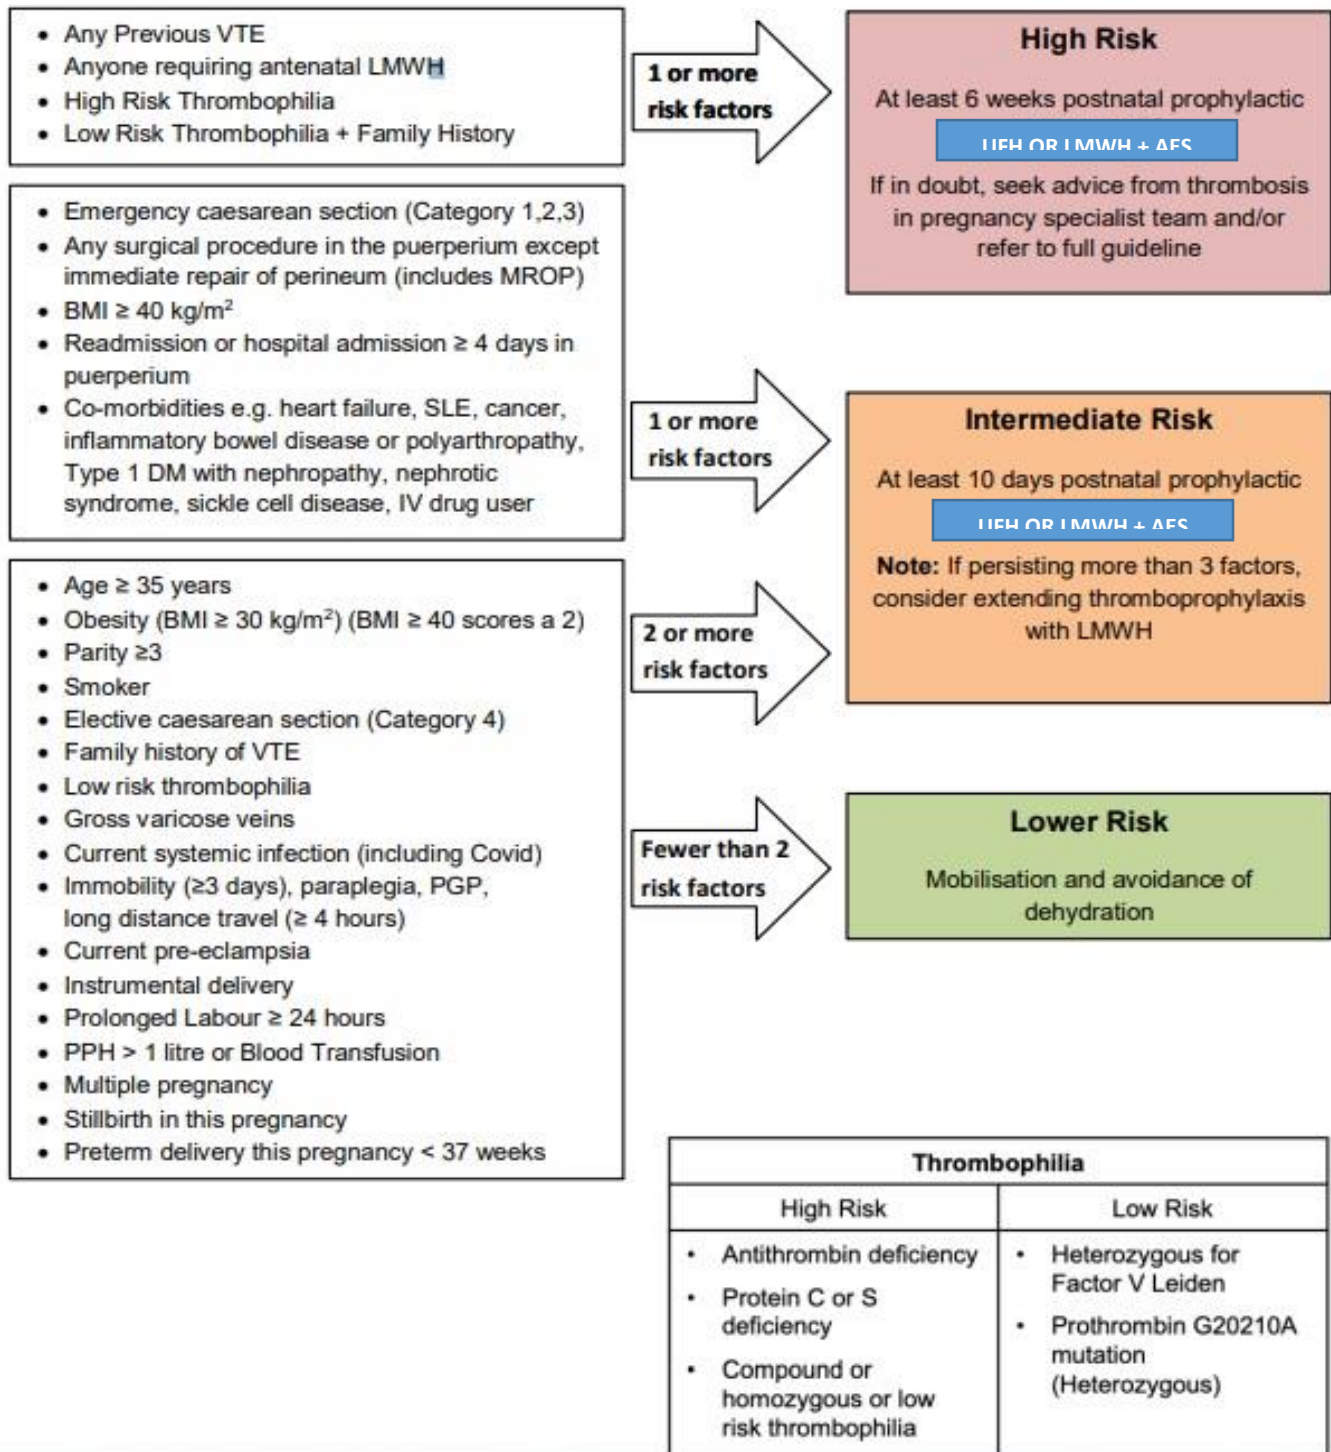 • Any Previous VTE
• Anyone requiring antenatal LMWH
• High Risk Thrombophilia
• Low Risk Thrombophilia + Family History
1 or more
risk factors
High Risk
At least 6 weeks postnatal prophylactic
UFH OR LMWH + AES
If in doubt, seek advice from thrombosis
in pregnancy specialist team and/or
refer to full guideline
• Emergency caesarean section (Category 1,2,3)
• Any surgical procedure in the puerperium except
immediate repair of perineum (includes MROP)
• BMI ≥ 40 kg/m²
• Readmission or hospital admission ≥ 4 days in
puerperium
• Co-morbidities e.g. heart failure, SLE, cancer,
inflammatory bowel disease or polyarthropathy,
Type 1 DM with nephropathy, nephrotic
syndrome, sickle cell disease, IV drug user
1 or more
risk factors
Intermediate Risk
At least 10 days postnatal prophylactic
UFH OR LMWH + AES
Note: If persisting more than 3 factors,
consider extending thromboprophylaxis
with LMWH
• Age ≥ 35 years
• Obesity (BMI ≥ 30 kg/m²) (BMI ≥ 40 scores a 2)
• Parity ≥3
• Smoker
• Elective caesarean section (Category 4)
• Family history of VTE
• Low risk thrombophilia
• Gross varicose veins
• Current systemic infection (including Covid)
• Immobility (≥3 days), paraplegia, PGP,
long distance travel (≥ 4 hours)
• Current pre-eclampsia
• Instrumental delivery
• Prolonged Labour ≥ 24 hours
• PPH > 1 litre or Blood Transfusion
• Multiple pregnancy
• Stillbirth in this pregnancy
• Preterm delivery this pregnancy < 37 weeks
2 or more
risk factors
Fewer than 2
risk factors
Lower Risk
Mobilisation and avoidance of
dehydration
Thrombophilia
High Risk
• Antithrombin deficiency
• Protein C or S
deficiency
• Compound or
homozygous or low
risk thrombophilia
Low Risk
• Heterozygous for
Factor V Leiden
• Prothrombin G20210A
mutation
(Heterozygous)